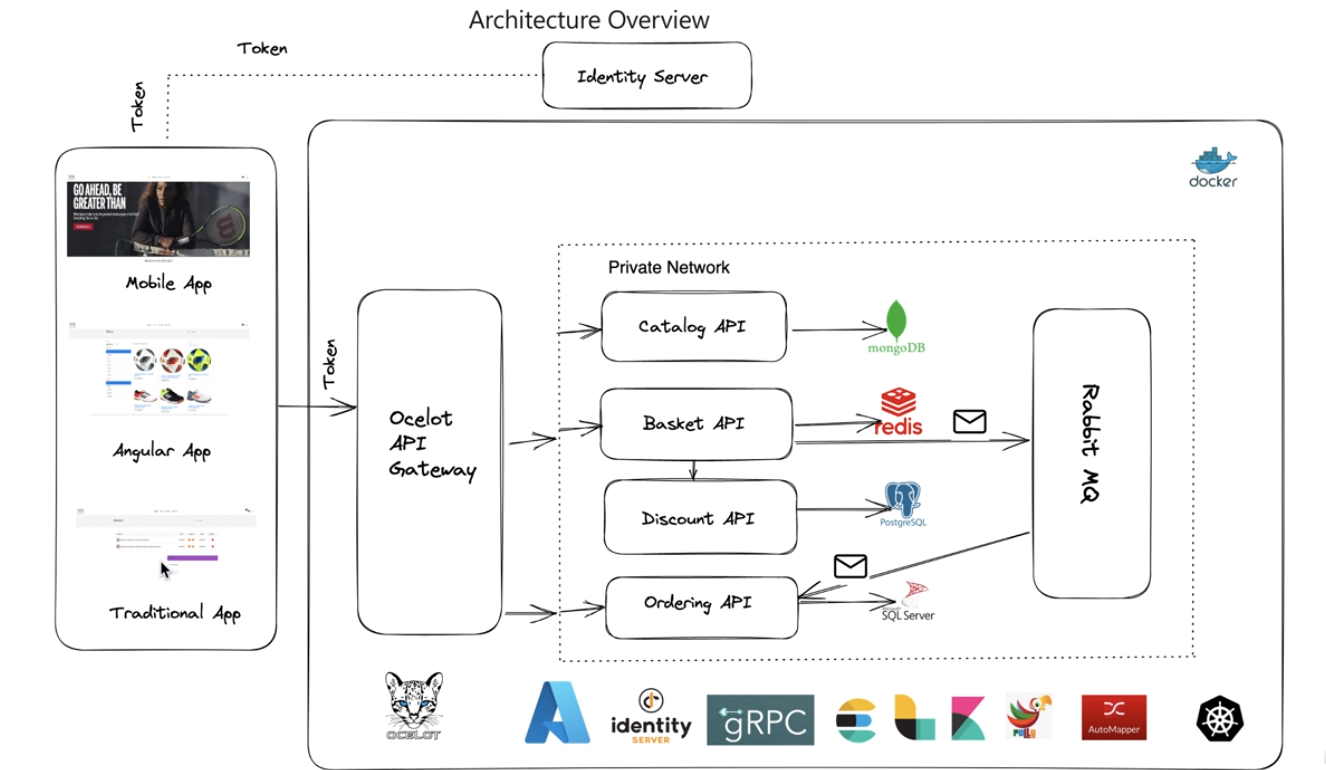 Architecture Overview
Token
Identity Server
Token
docker
GO AHEAD, BE
GREATER THAN
Mobile App
Angular App
Traditional App
Token
Ocelot
API
Gateway
Private Network
Catalog API
mongoDB
Basket API
redis
Discount API
PostgreSQL
Ordering API
SQL Server
Rabbit MQ
OCELOT
identity
SERVER
gRPC
Polly
AutoMapper